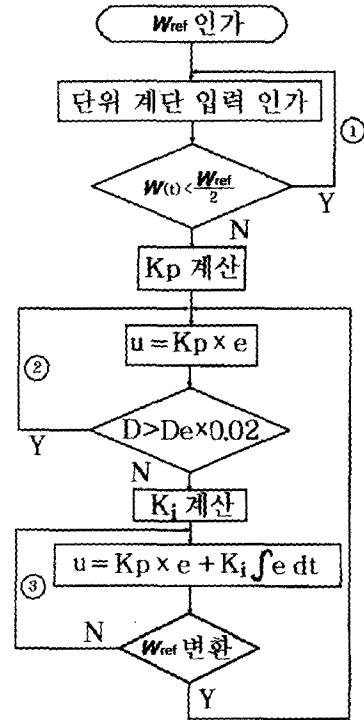 Wref 인가
단위 계단 입력 인가
①
W(t) < Wref/2
Y
N
Kp 계산
u = Kp × e
②
D>De×0.02
Y
N
Ki 계산
u = Kp × e + Ki ∫e dt
③
N
Wref 변환
Y